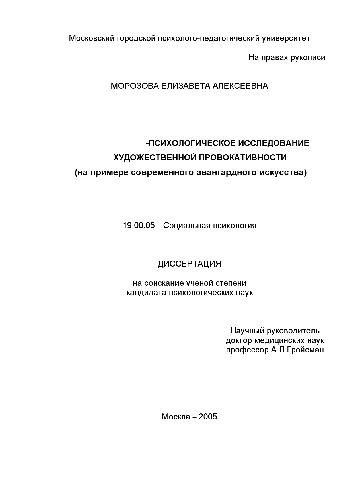 Московский городской психолого-педагогический университет
На правах рукописи
МОРОЗОВА ЕЛИЗАВЕТА АЛЕКСЕЕВНА
-ПСИХОЛОГИЧЕСКОЕ ИССЛЕДОВАНИЕ
ХУДОЖЕСТВЕННОЙ ПРОВОКАТИВНОСТИ
(на примере современного авангардного искусства)
19 00.05 Социальная психология
ДИССЕРТАЦИЯ
на соискание ученой степени
кандидата психологических наук
Научный руководитель
доктор медицинских наук
профессор А Л Гройсман
Москва – 2005